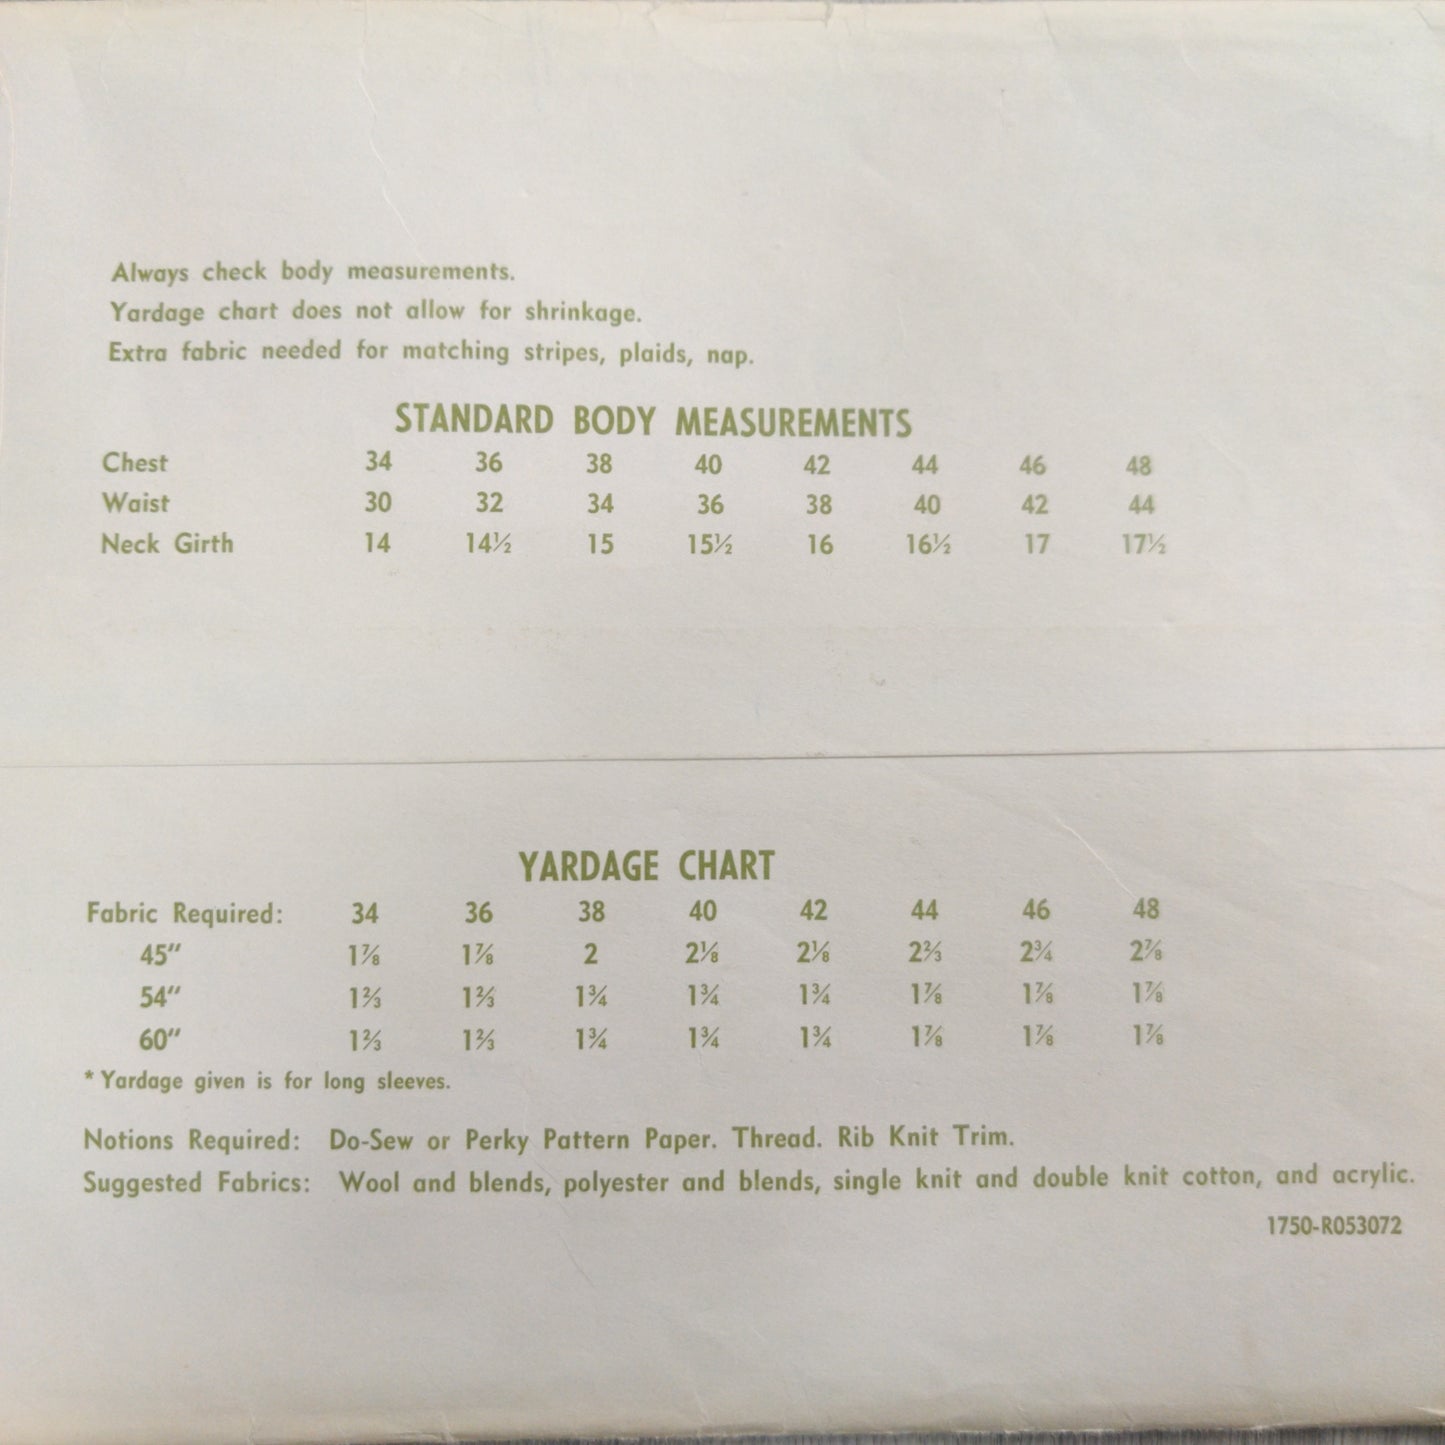 Always check body measurements.
Yardage chart does not allow for shrinkage.
Extra fabric needed for matching stripes, plaids, nap.
STANDARD BODY MEASUREMENTS
Chest 34 36 38 40 42 44 46 48
Waist 30 32 34 36 38 40 42 44
Neck Girth 14 14½ 15 15½ 16 16½ 17 17½
YARDAGE CHART
Fabric Required: 34 36 38 40 42 44 46 48
45" 1⅞ 1⅞ 2 2⅛ 2⅛ 2⅔ 2¾ 2⅞
54" 1⅔ 1⅔ 1¾ 1¾ 1¾ 1⅞ 1⅞ 1⅞
60" 1⅔ 1⅔ 1¾ 1¾ 1¾ 1⅞ 1⅞ 1⅞
* Yardage given is for long sleeves.
Notions Required: Do-Sew or Perky Pattern Paper. Thread. Rib Knit Trim.
Suggested Fabrics: Wool and blends, polyester and blends, single knit and double knit cotton, and acrylic.
1750-R053072